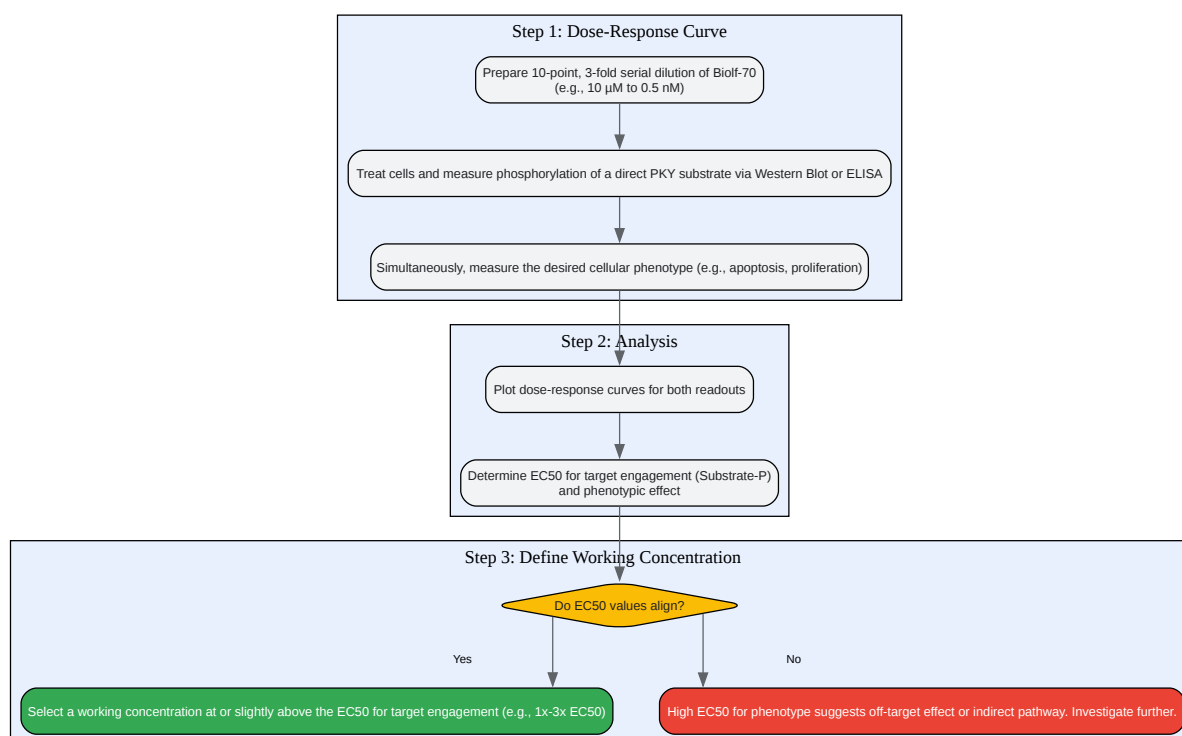 Step 1: Dose-Response Curve
Prepare 10-point, 3-fold serial dilution of Biolf-70
(e.g., 10 µM to 0.5 nM)
Treat cells and measure phosphorylation of a direct PKY substrate via Western Blot or ELISA
Simultaneously, measure the desired cellular phenotype (e.g., apoptosis, proliferation)
Step 2: Analysis
Plot dose-response curves for both readouts
Determine EC50 for target engagement (Substrate-P)
and phenotypic effect
Step 3: Define Working Concentration
Do EC50 values align?
Yes
No
Select a working concentration at or slightly above the EC50 for target engagement (e.g., 1x-3x EC50)
High EC50 for phenotype suggests off-target effect or indirect pathway. Investigate further.